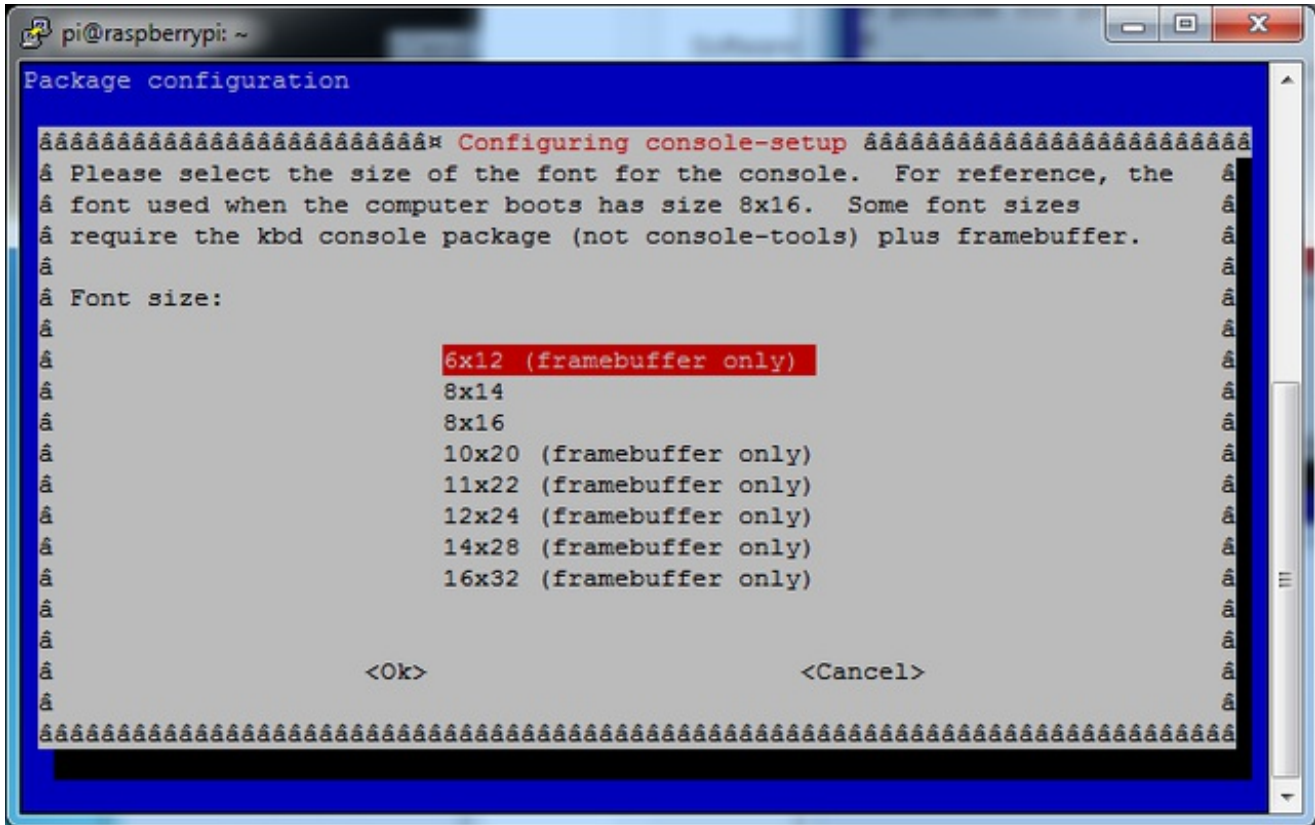 pi@raspberrypi: ~
Package configuration
âââââââââââââââââââââââââ¤ Configuring console-setup âââââââââââââââââââââââââ
â Please select the size of the font for the console.  For reference, the   â
â font used when the computer boots has size 8x16.  Some font sizes         â
â require the kbd console package (not console-tools) plus framebuffer.     â
â                                                                           â
â Font size:                                                                â
â                                                                           â
â                         6x12 (framebuffer only)                           â
â                         8x14                                              â
â                         8x16                                              â
â                         10x20 (framebuffer only)                          â
â                         11x22 (framebuffer only)                          â
â                         12x24 (framebuffer only)                          â
â                         14x28 (framebuffer only)                          â
â                         16x32 (framebuffer only)                          â
â                                                                           â
â                                                                           â
â                    <Ok>                        <Cancel>                   â
â                                                                           â
âââââââââââââââââââââââââââââââââââââââââââââââââââââââââââââââââââââââââââââ